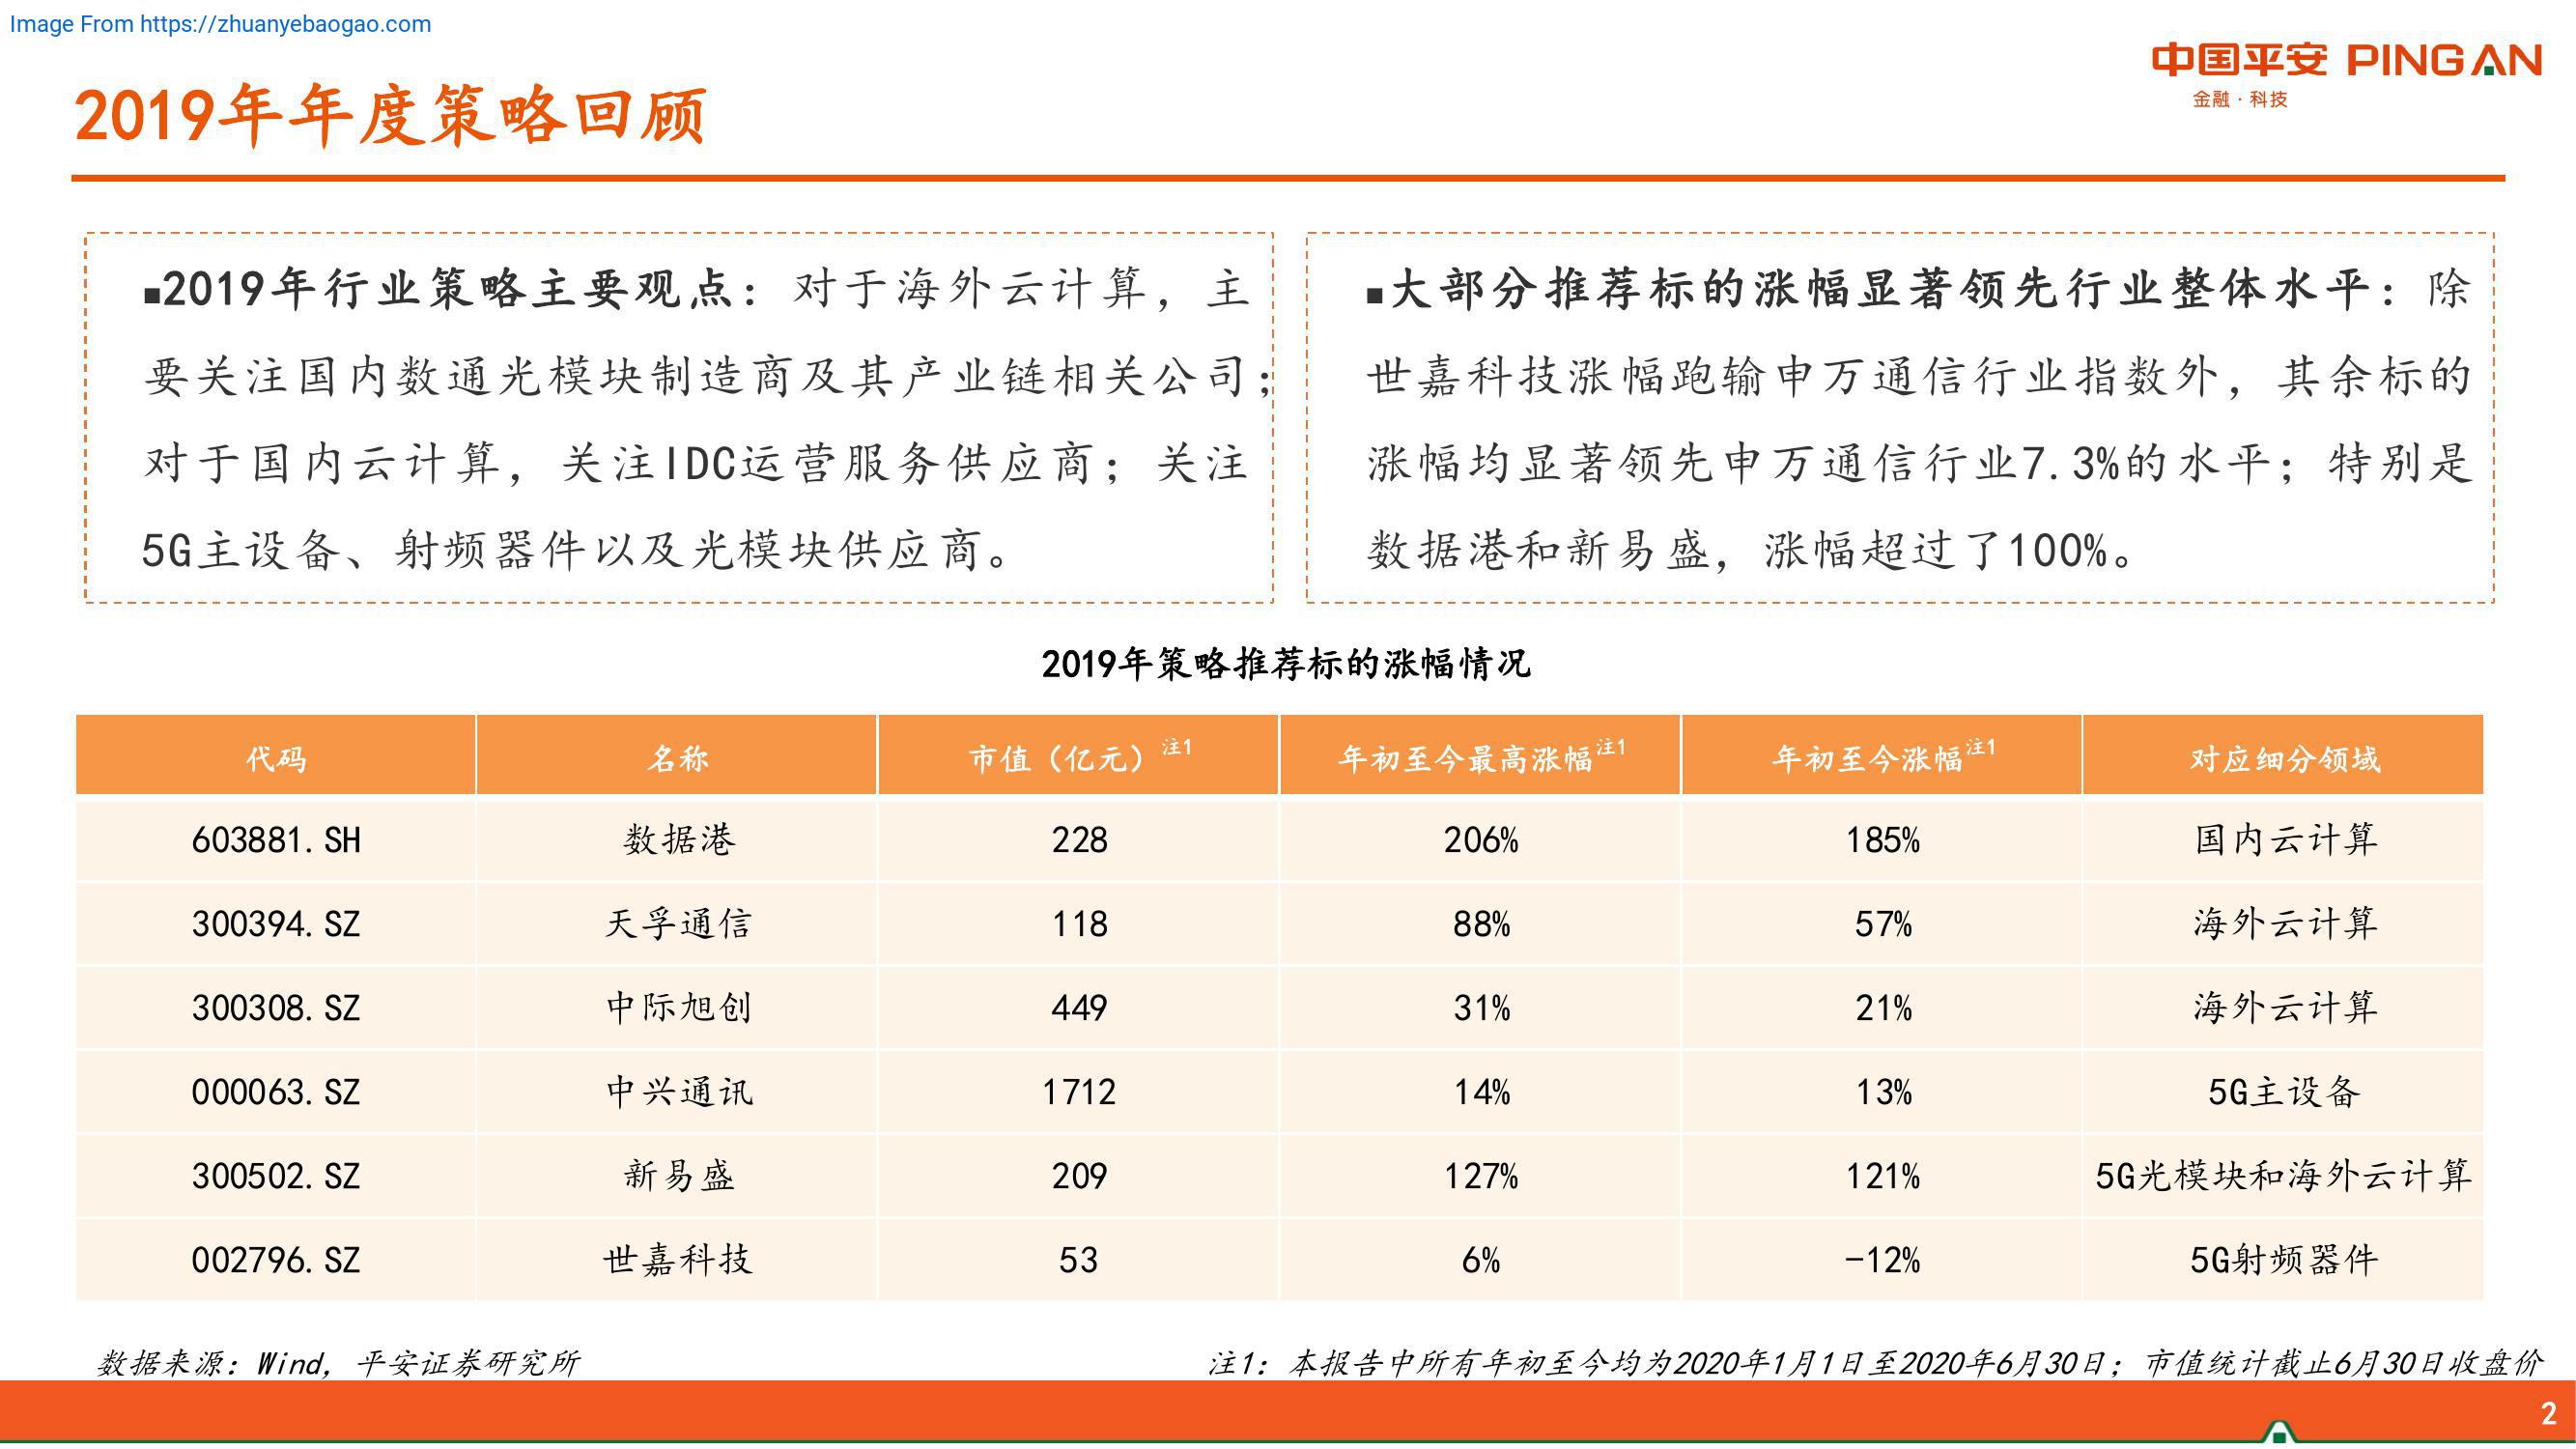 Image From https://zhuanyebaogao.com
中国平安 PINGAN
金融·科技
2019年年度策略回顾
■2019年行业策略主要观点：对于海外云计算，主
要关注国内数通光模块制造商及其产业链相关公司；
对于国内云计算，关注IDC运营服务供应商；关注
5G主设备、射频器件以及光模块供应商。
■大部分推荐标的涨幅显著领先行业整体水平：除
世嘉科技涨幅跑输申万通信行业指数外，其余标的
涨幅均显著领先申万通信行业7.3%的水平；特别是
数据港和新易盛，涨幅超过了100%。
2019年策略推荐标的涨幅情况
代码 名称 市值（亿元）注1 年初至今最高涨幅注1 年初至今涨幅注1 对应细分领域
603881.SH 数据港 228 206% 185% 国内云计算
300394.SZ 天孚通信 118 88% 57% 海外云计算
300308.SZ 中际旭创 449 31% 21% 海外云计算
000063.SZ 中兴通讯 1712 14% 13% 5G主设备
300502.SZ 新易盛 209 127% 121% 5G光模块和海外云计算
002796.SZ 世嘉科技 53 6% -12% 5G射频器件
数据来源：Wind，平安证券研究所
注1：本报告中所有年初至今均为2020年1月1日至2020年6月30日；市值统计截止6月30日收盘价
2